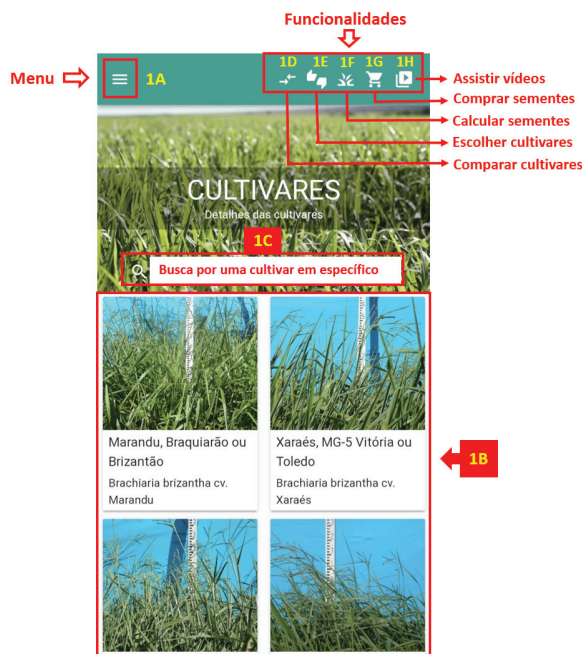 Funcionalidades
1D 1E 1F 1G 1H
Menu
1A
Assistir vídeos
Comprar sementes
Calcular sementes
Escolher cultivares
Comparar cultivares
CULTIVARES
Detalhes das cultivares
1C
Busca por uma cultivar em específico
Marandu, Braquiarão ou
Brizantão
Brachiaria brizantha cv.
Marandu
Xaraés, MG-5 Vitória ou
Toledo
Brachiaria brizantha cv.
Xaraés
1B